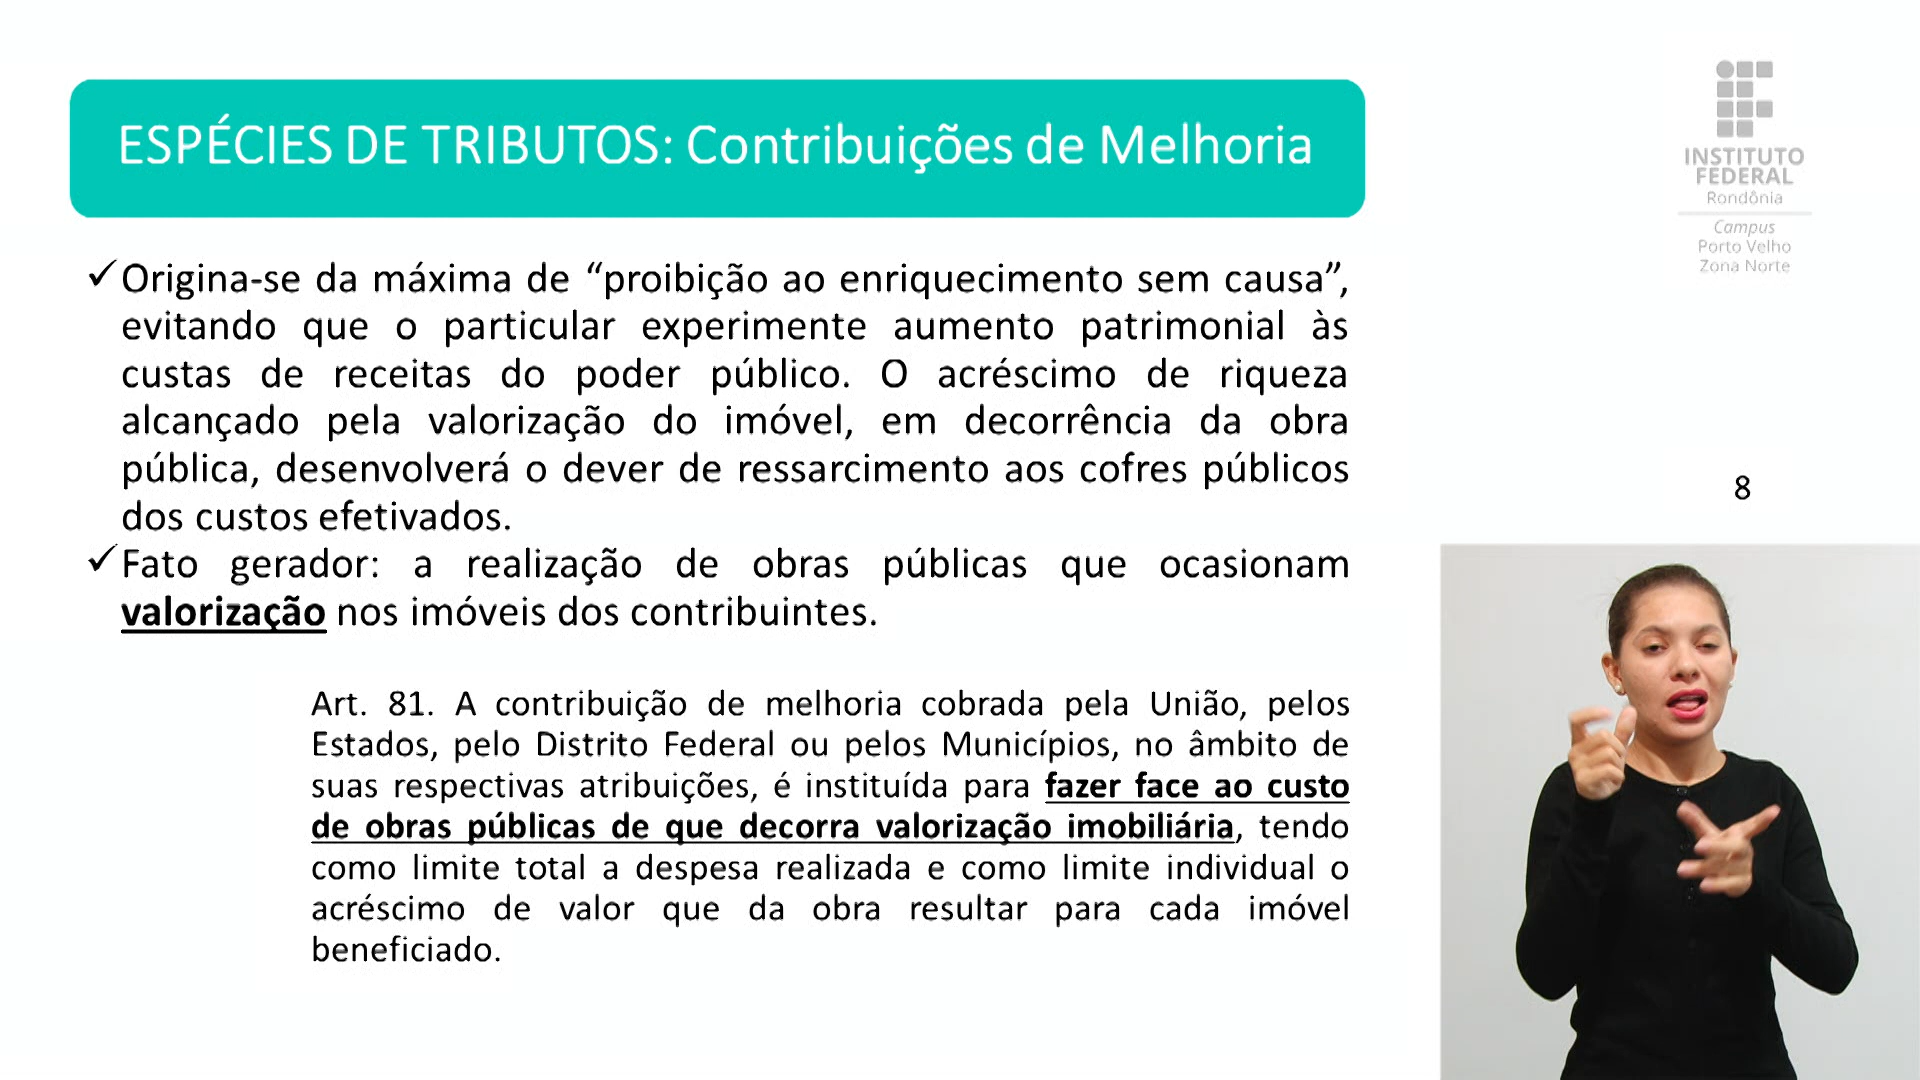 ESPÉCIES DE TRIBUTOS: Contribuições de Melhoria
INSTITUTO
FEDERAL
Rondônia
Campus
Porto Velho
Zona Norte
✓Origina-se da máxima de “proibição ao enriquecimento sem causa”,
evitando que o particular experimente aumento patrimonial às
custas de receitas do poder público. O acréscimo de riqueza
alcançado pela valorização do imóvel, em decorrência da obra
pública, desenvolverá o dever de ressarcimento aos cofres públicos
dos custos efetivados.
✓Fato gerador: a realização de obras públicas que ocasionam
valorização nos imóveis dos contribuintes.
Art. 81. A contribuição de melhoria cobrada pela União, pelos
Estados, pelo Distrito Federal ou pelos Municípios, no âmbito de
suas respectivas atribuições, é instituída para fazer face ao custo
de obras públicas de que decorra valorização imobiliária, tendo
como limite total a despesa realizada e como limite individual o
acréscimo de valor que da obra resultar para cada imóvel
beneficiado.
8